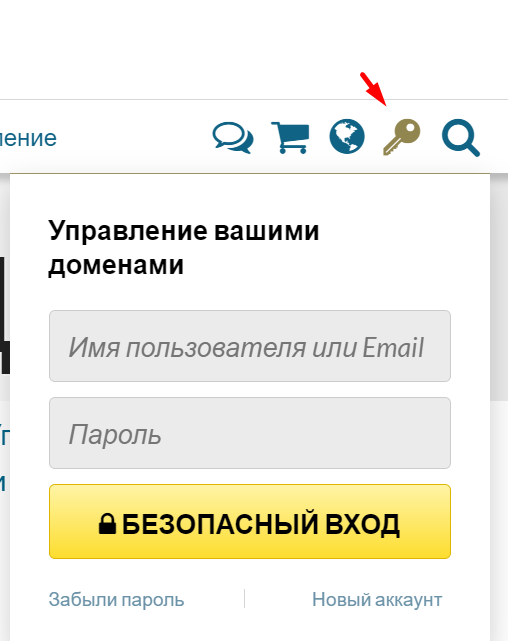 Управление вашими
доменами
Имя пользователя или Email
Пароль
БЕЗОПАСНЫЙ ВХОД
Забыли пароль
Новый аккаунт